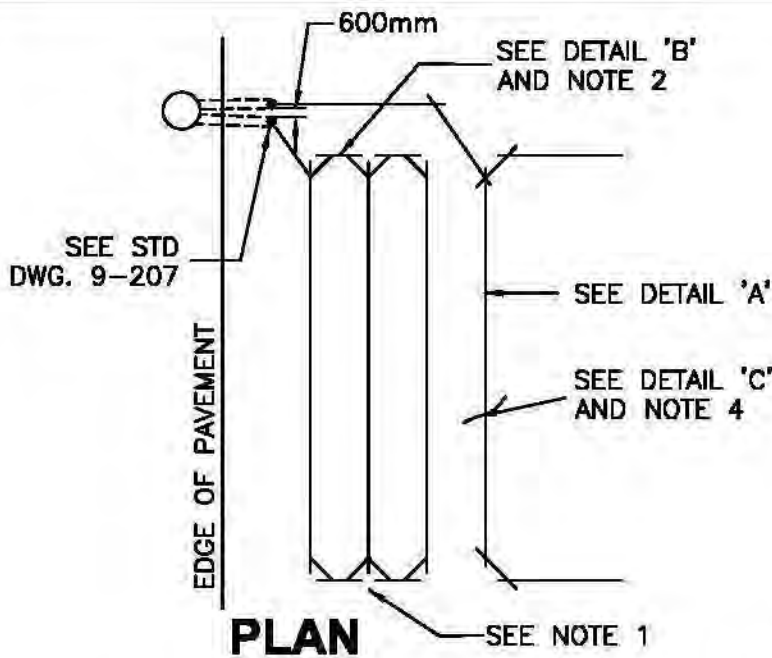 600mm
SEE DETAIL 'B'
AND NOTE 2
SEE STD
DWG. 9-207
EDGE OF PAVEMENT
SEE DETAIL 'A'
SEE DETAIL 'C'
AND NOTE 4
SEE NOTE 1
PLAN